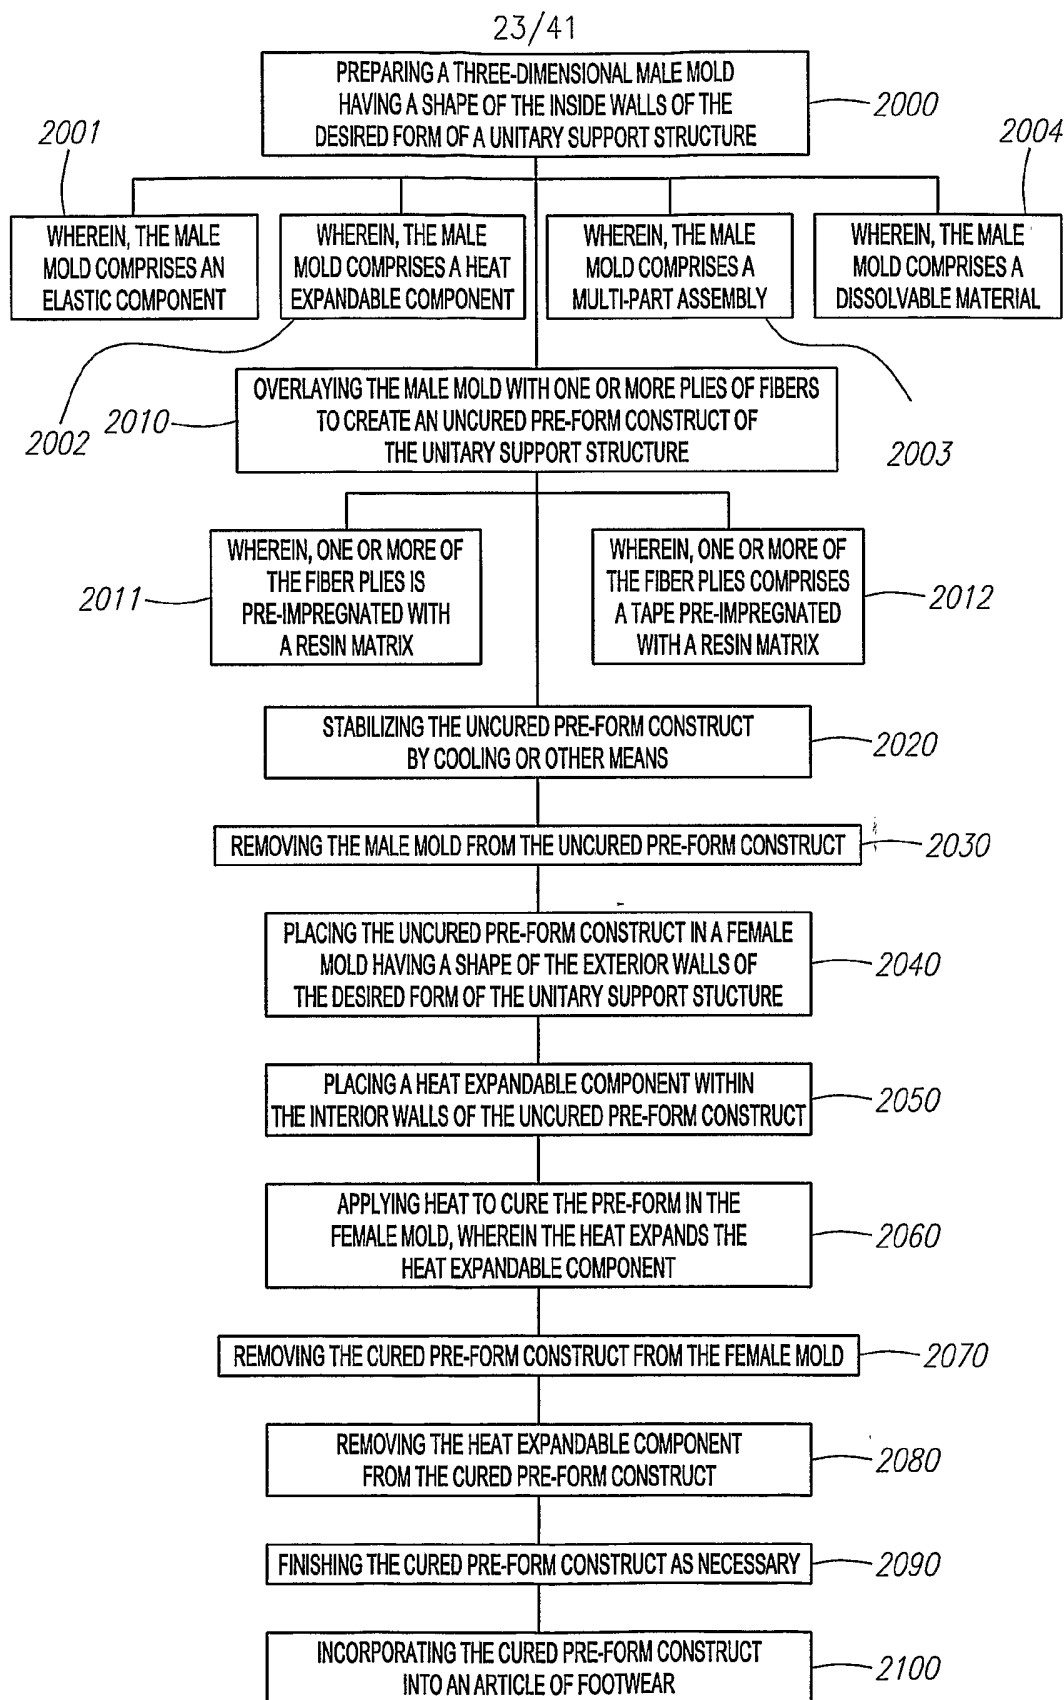 23/41
PREPARING A THREE-DIMENSIONAL MALE MOLD
HAVING A SHAPE OF THE INSIDE WALLS OF THE
DESIRED FORM OF A UNITARY SUPPORT STRUCTURE
2000
2001
2004
WHEREIN, THE MALE
MOLD COMPRISES AN
ELASTIC COMPONENT
WHEREIN, THE MALE
MOLD COMPRISES A HEAT
EXPANDABLE COMPONENT
WHEREIN, THE MALE
MOLD COMPRISES A
MULTI-PART ASSEMBLY
WHEREIN, THE MALE
MOLD COMPRISES A
DISSOLVABLE MATERIAL
2002
2010
OVERLAYING THE MALE MOLD WITH ONE OR MORE PLIES OF FIBERS
TO CREATE AN UNCURED PRE-FORM CONSTRUCT OF
THE UNITARY SUPPORT STRUCTURE
2003
2011
WHEREIN, ONE OR MORE OF
THE FIBER PLIES IS
PRE-IMPREGNATED WITH
A RESIN MATRIX
WHEREIN, ONE OR MORE OF
THE FIBER PLIES COMPRISES
A TAPE PRE-IMPREGNATED
WITH A RESIN MATRIX
2012
STABILIZING THE UNCURED PRE-FORM CONSTRUCT
BY COOLING OR OTHER MEANS
2020
REMOVING THE MALE MOLD FROM THE UNCURED PRE-FORM CONSTRUCT
2030
PLACING THE UNCURED PRE-FORM CONSTRUCT IN A FEMALE
MOLD HAVING A SHAPE OF THE EXTERIOR WALLS OF
THE DESIRED FORM OF THE UNITARY SUPPORT STUCTURE
2040
PLACING A HEAT EXPANDABLE COMPONENT WITHIN
THE INTERIOR WALLS OF THE UNCURED PRE-FORM CONSTRUCT
2050
APPLYING HEAT TO CURE THE PRE-FORM IN THE
FEMALE MOLD, WHEREIN THE HEAT EXPANDS THE
HEAT EXPANDABLE COMPONENT
2060
REMOVING THE CURED PRE-FORM CONSTRUCT FROM THE FEMALE MOLD
2070
REMOVING THE HEAT EXPANDABLE COMPONENT
FROM THE CURED PRE-FORM CONSTRUCT
2080
FINISHING THE CURED PRE-FORM CONSTRUCT AS NECESSARY
2090
INCORPORATING THE CURED PRE-FORM CONSTRUCT
INTO AN ARTICLE OF FOOTWEAR
2100